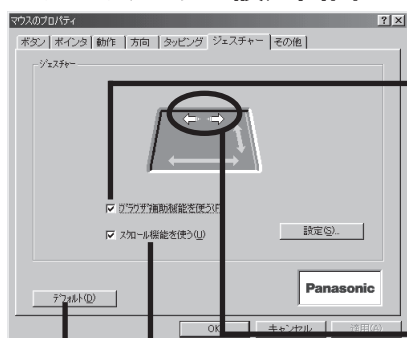 マウスのプロパティ
ボタン ポインタ 動作 方向 タッピング ジェスチャー その他
ジェスチャー
ブラウザ補助機能を使う(F)
スクロール機能を使う(U)
設定(S)...
Panasonic
デフォルト(D)
OK キャンセル 適用(A)